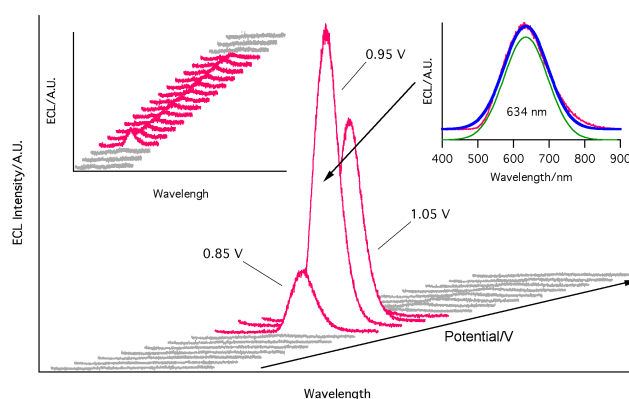 ECL Intensity/A.U.
ECL/A.U.
Wavelengh
0.95 V
0.85 V
1.05 V
ECL/A.U.
634 nm
400 500 600 700 800 900
Wavelength/nm
Potential/V
Wavelength